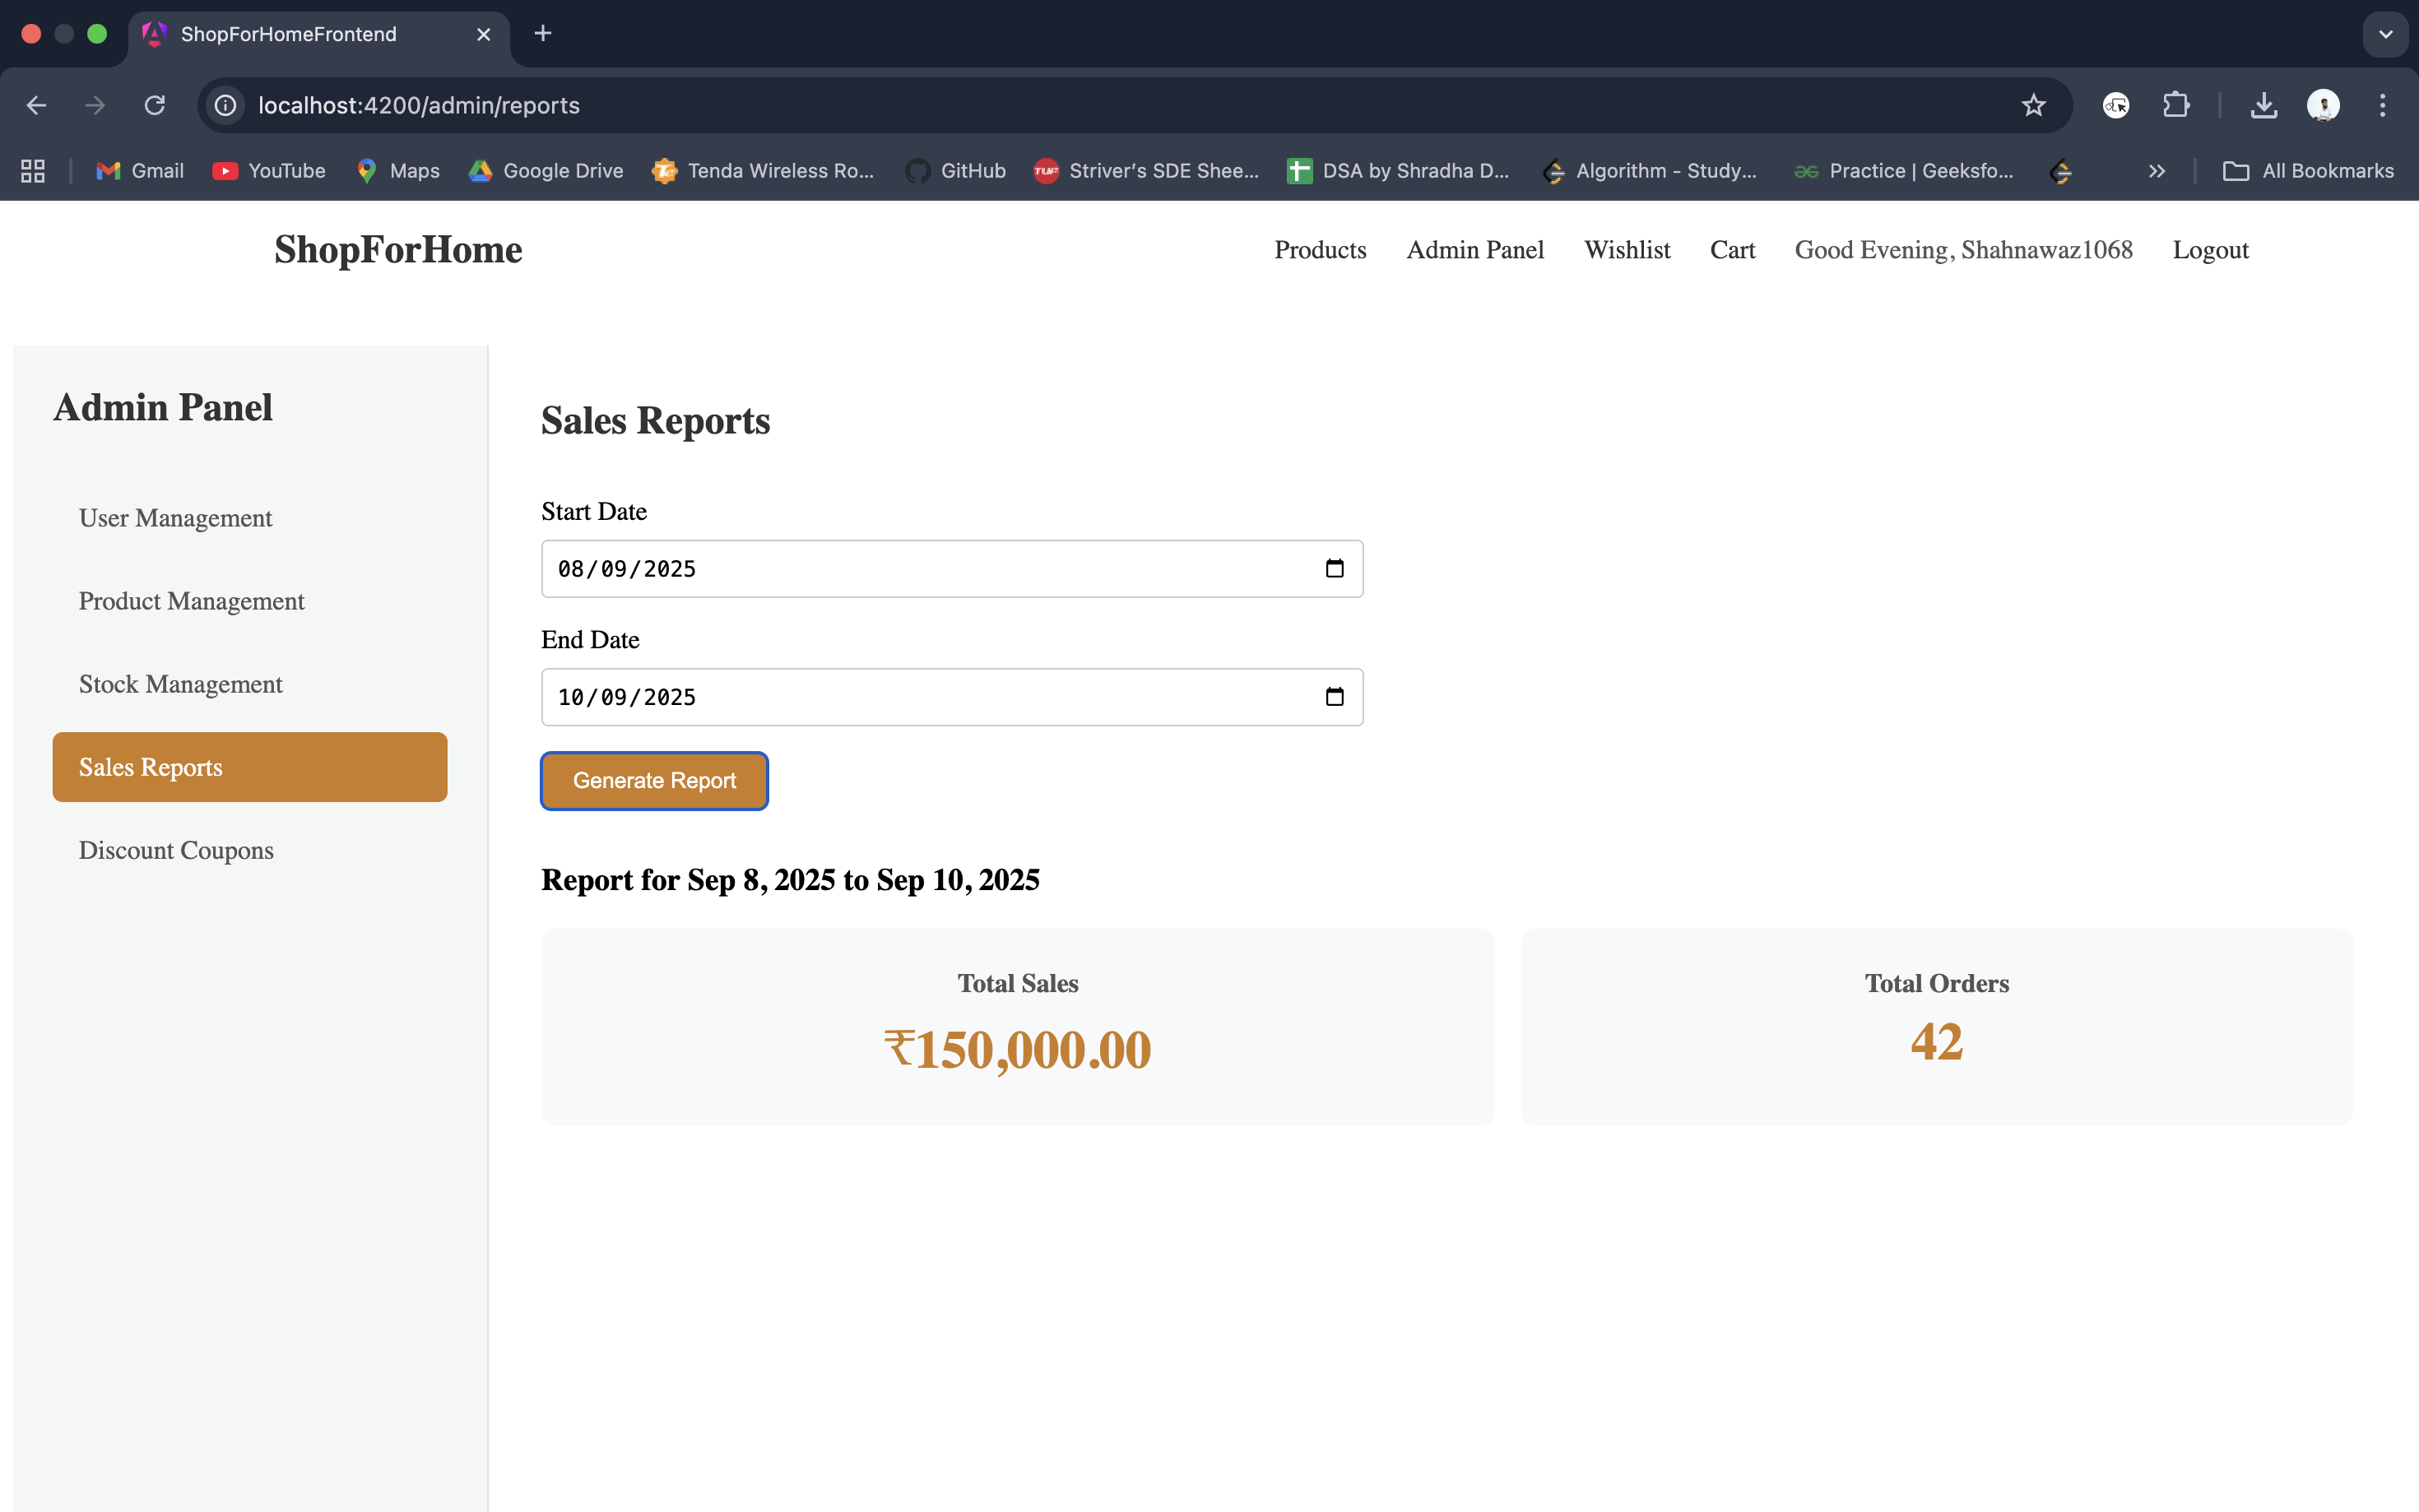 ShopForHomeFrontend
localhost:4200/admin/reports
Gmail YouTube Maps Google Drive Tenda Wireless Ro... GitHub Striver's SDE Shee... DSA by Shradha D... Algorithm - Study... Practice | Geeksfo... All Bookmarks
ShopForHome Products Admin Panel Wishlist Cart Good Evening, Shahnawaz1068 Logout
Admin Panel
User Management
Product Management
Stock Management
Sales Reports
Discount Coupons
Sales Reports
Start Date
08/09/2025
End Date
10/09/2025
Generate Report
Report for Sep 8, 2025 to Sep 10, 2025
Total Sales
₹150,000.00
Total Orders
42